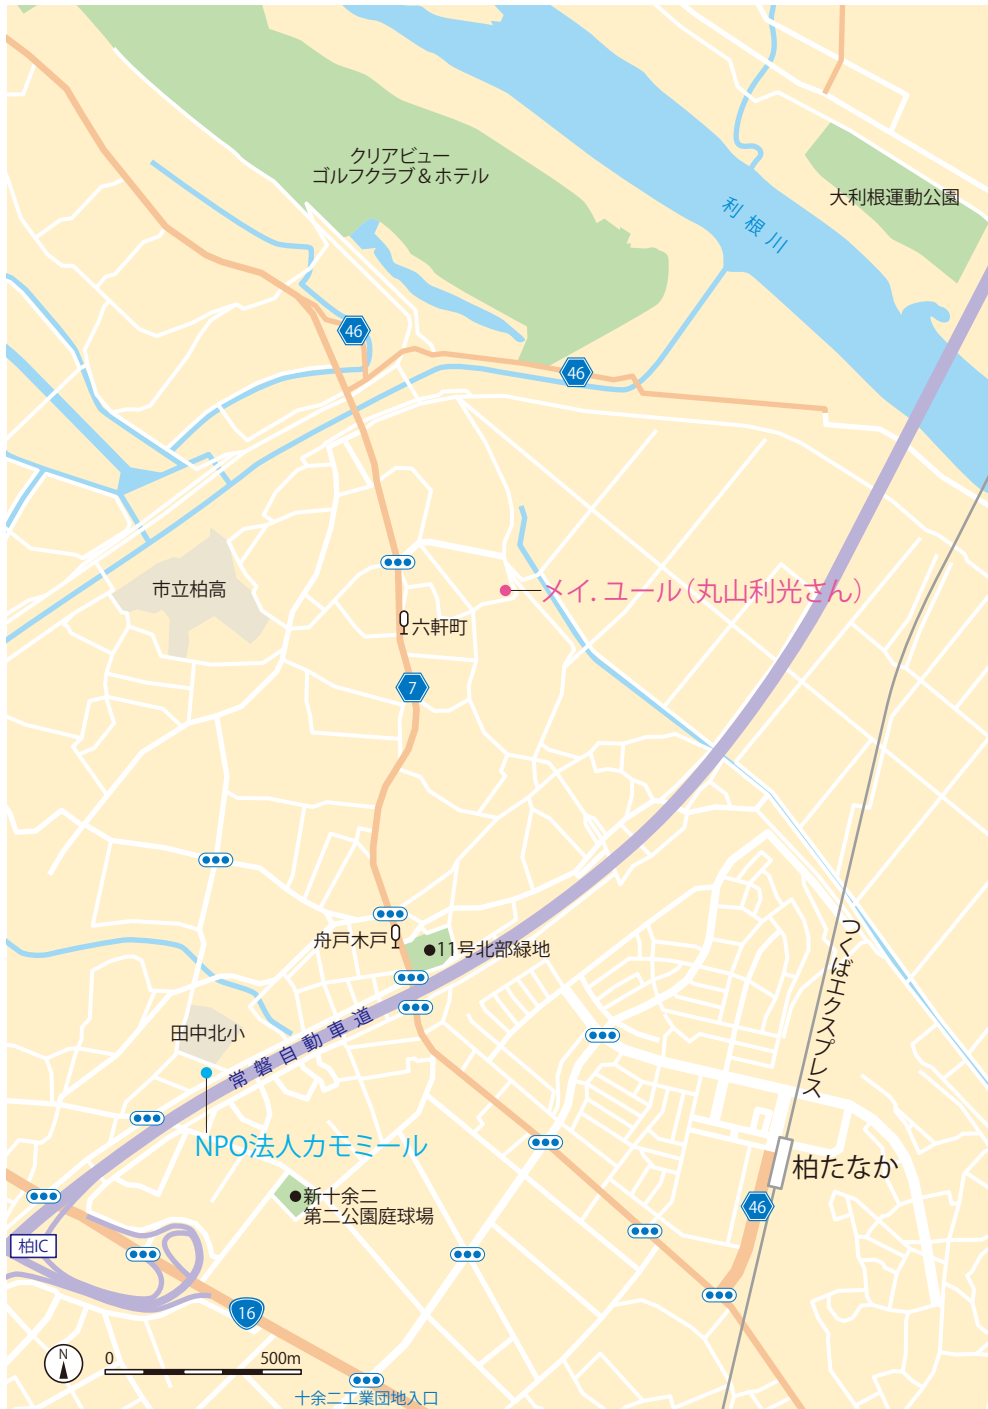 クリアビュー
ゴルフクラブ＆ホテル
大利根運動公園
利根川
46
46
市立柏高
メイ．ユール（丸山利光さん）
六軒町
7
舟戸木戸
11号北部緑地
つくばエクスプレス
田中北小
常磐自動車道
NPO法人カモミール
柏たなか
新十余二
第二公園庭球場
46
柏IC
16
N
0
500m
十余二工業団地入口